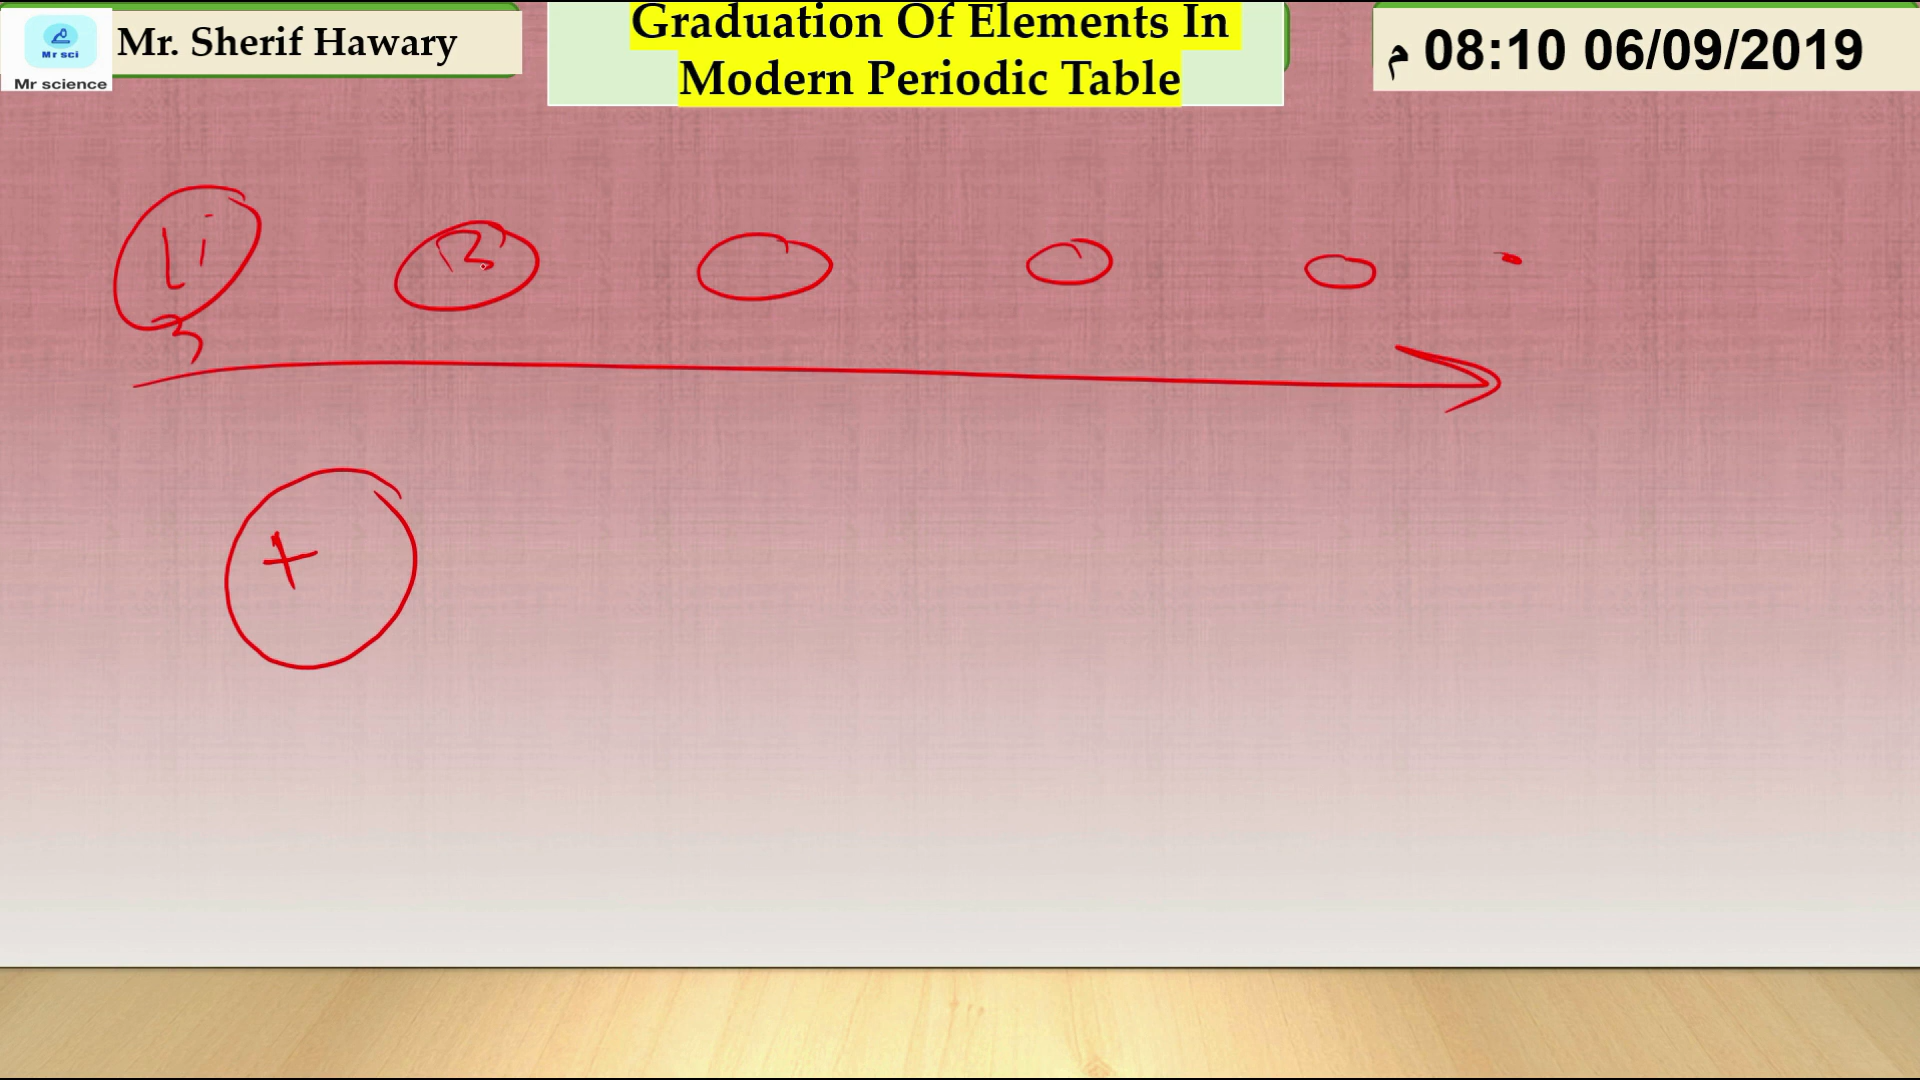 Mr sci
Mr science
Mr. Sherif Hawary
Graduation Of Elements In
Modern Periodic Table
م 08:10 06/09/2019
Li
3
B
+